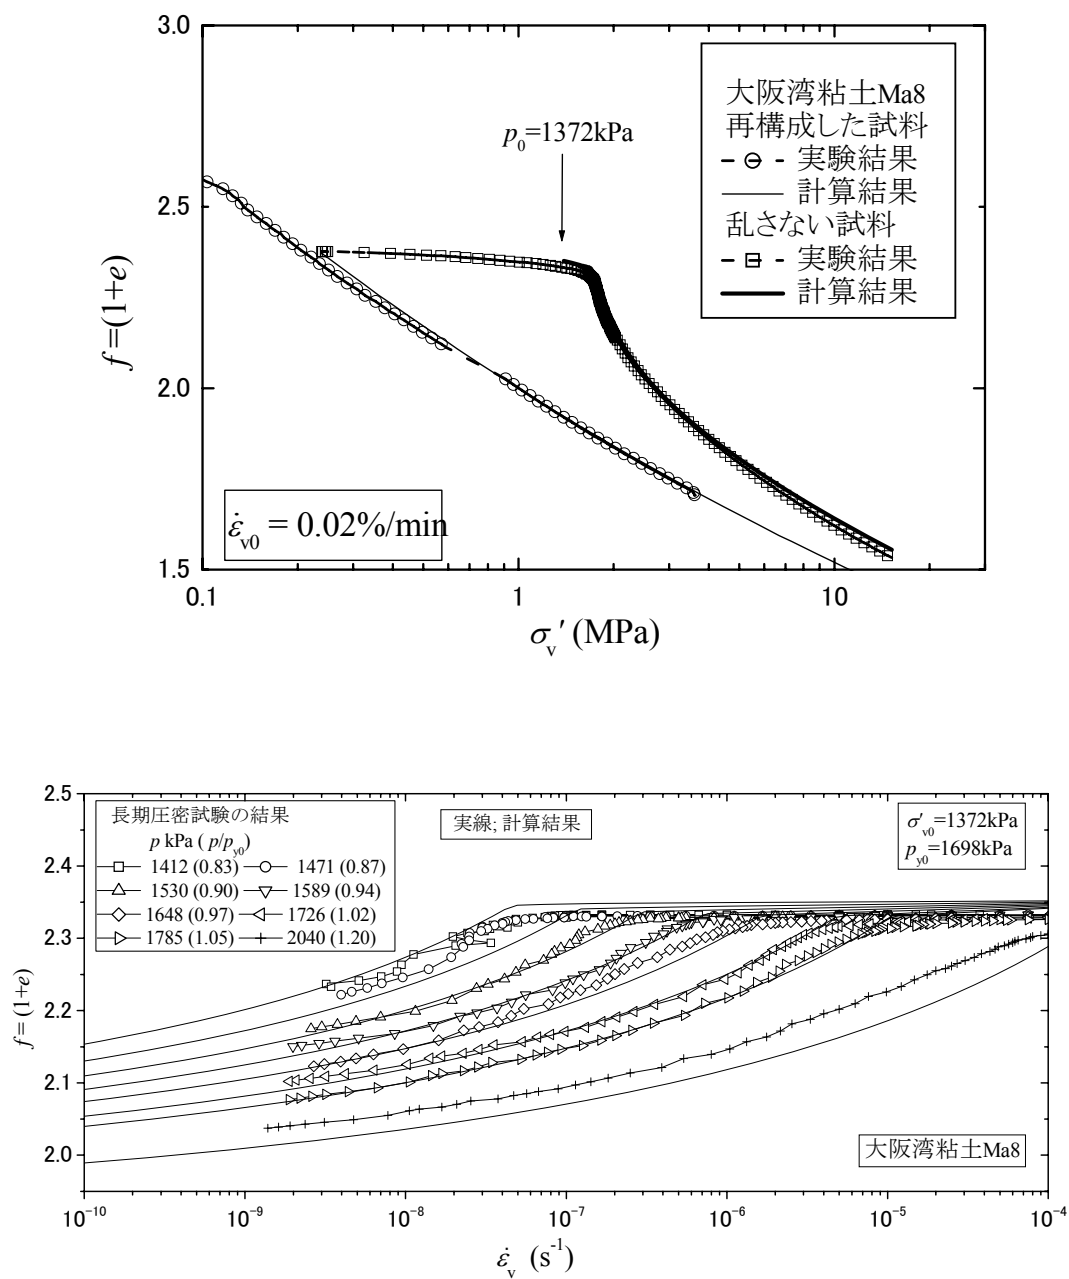 3.0
2.5
2.0
1.5
f =(1+e)
p0=1372kPa
大阪湾粘土Ma8
再構成した試料
実験結果
計算結果
乱さない試料
実験結果
計算結果
ε̇v0 = 0.02%/min
0.1
1
10
σv′ (MPa)
2.5
2.4
2.3
2.2
2.1
2.0
f = (1+e)
長期圧密試験の結果
p kPa ( p/py0)
1412 (0.83) 1471 (0.87)
1530 (0.90) 1589 (0.94)
1648 (0.97) 1726 (1.02)
1785 (1.05) 2040 (1.20)
実線; 計算結果
σ′v0=1372kPa
py0=1698kPa
大阪湾粘土Ma8
10⁻¹⁰ 10⁻⁹ 10⁻⁸ 10⁻⁷ 10⁻⁶ 10⁻⁵ 10⁻⁴
ε̇v (s⁻¹)